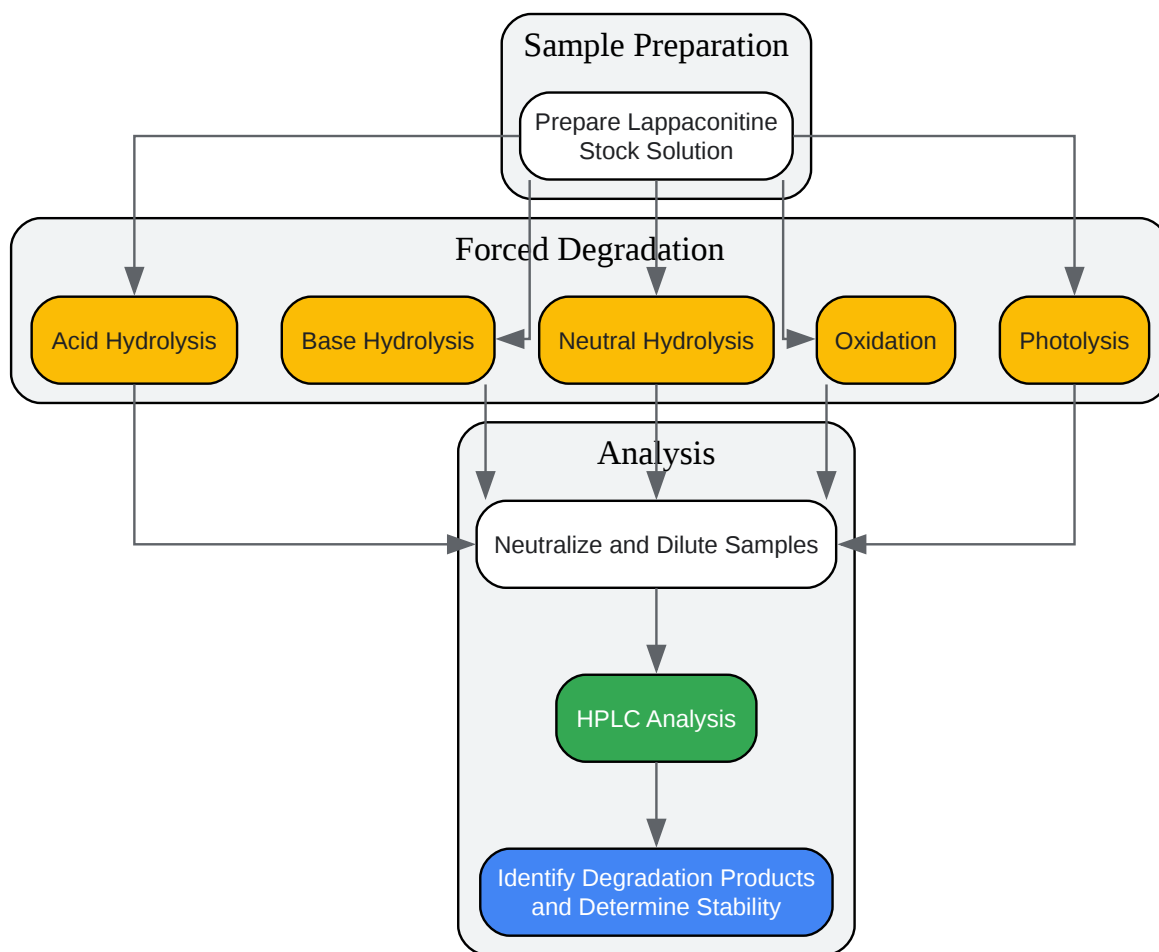 Sample Preparation
Prepare Lappaconitine
Stock Solution
Forced Degradation
Acid Hydrolysis
Base Hydrolysis
Neutral Hydrolysis
Oxidation
Photolysis
Analysis
Neutralize and Dilute Samples
HPLC Analysis
Identify Degradation Products
and Determine Stability